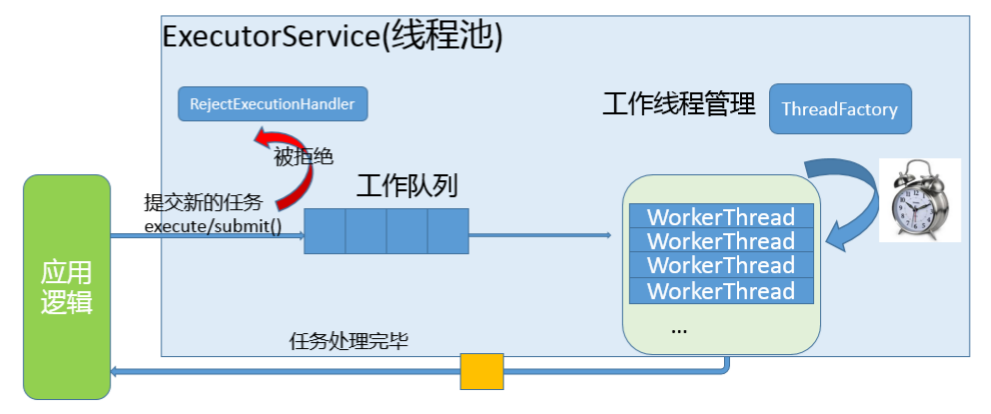 ExecutorService(线程池)
RejectExecutionHandler
工作线程管理
ThreadFactory
被拒绝
工作队列
提交新的任务
execute/submit()
WorkerThread
WorkerThread
WorkerThread
WorkerThread
...
应用
逻辑
任务处理完毕